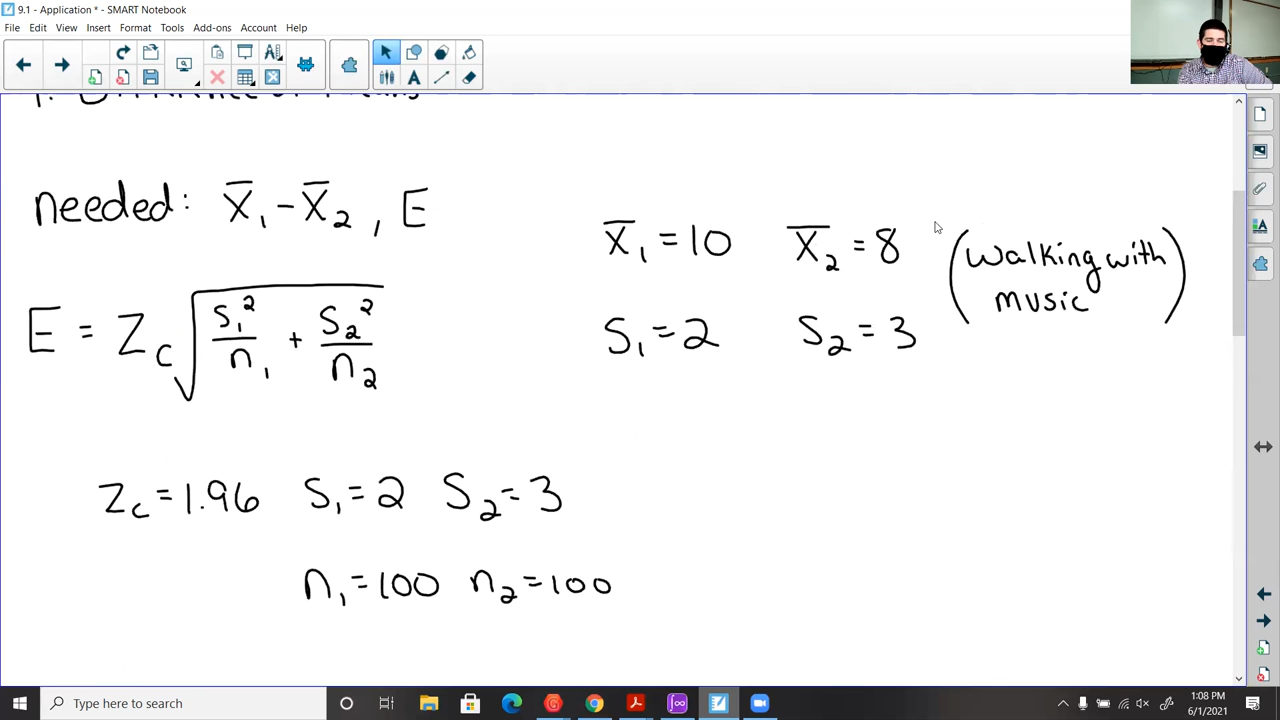 9.1 - Application * - SMART Notebook
File Edit View Insert Format Tools Add-ons Account Help
needed: X̄₁ - X̄₂, E
X̄₁ = 10 X̄₂ = 8 (Walking with
music)
E = Zc √(S₁²/n₁ + S₂²/n₂)
S₁ = 2 S₂ = 3
Zc = 1.96 S₁ = 2 S₂ = 3
n₁ = 100 n₂ = 100
Type here to search
1:08 PM
6/1/2021